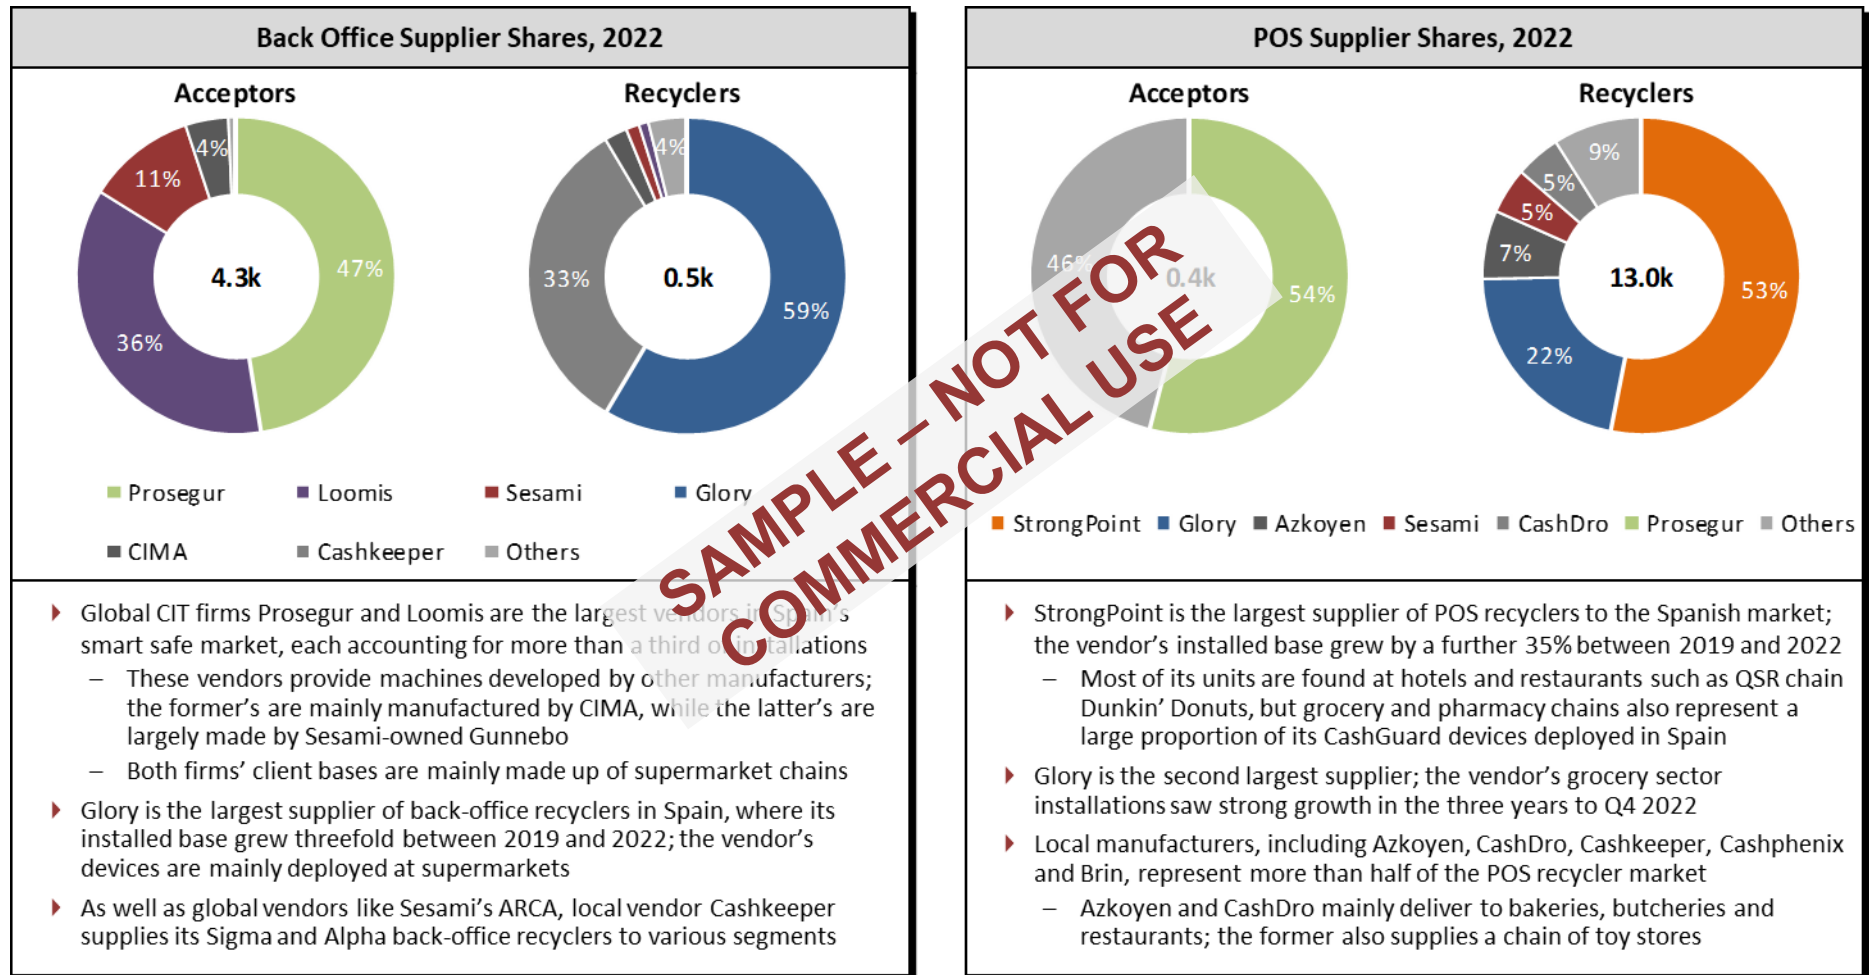 Back Office Supplier Shares, 2022
Acceptors
Recyclers
4%
11%
47%
36%
4.3k
4%
33%
59%
0.5k
Prosegur
Loomis
Sesami
Glory
CIMA
Cashkeeper
Others
Global CIT firms Prosegur and Loomis are the largest vendors in Spain's
smart safe market, each accounting for more than a third of installations
– These vendors provide machines developed by other manufacturers;
the former's are mainly manufactured by CIMA, while the latter's are
largely made by Sesami-owned Gunnebo
– Both firms' client bases are mainly made up of supermarket chains
Glory is the largest supplier of back-office recyclers in Spain, where its
installed base grew threefold between 2019 and 2022; the vendor's
devices are mainly deployed at supermarkets
As well as global vendors like Sesami's ARCA, local vendor Cashkeeper
supplies its Sigma and Alpha back-office recyclers to various segments
POS Supplier Shares, 2022
Acceptors
Recyclers
46%
0.4k
54%
9%
5%
5%
7%
22%
13.0k
53%
StrongPoint
Glory
Azkoyen
Sesami
CashDro
Prosegur
Others
StrongPoint is the largest supplier of POS recyclers to the Spanish market;
the vendor's installed base grew by a further 35% between 2019 and 2022
– Most of its units are found at hotels and restaurants such as QSR chain
Dunkin' Donuts, but grocery and pharmacy chains also represent a
large proportion of its CashGuard devices deployed in Spain
Glory is the second largest supplier; the vendor's grocery sector
installations saw strong growth in the three years to Q4 2022
Local manufacturers, including Azkoyen, CashDro, Cashkeeper, Cashphenix
and Brin, represent more than half of the POS recycler market
– Azkoyen and CashDro mainly deliver to bakeries, butcheries and
restaurants; the former also supplies a chain of toy stores
SAMPLE – NOT FOR
COMMERCIAL USE